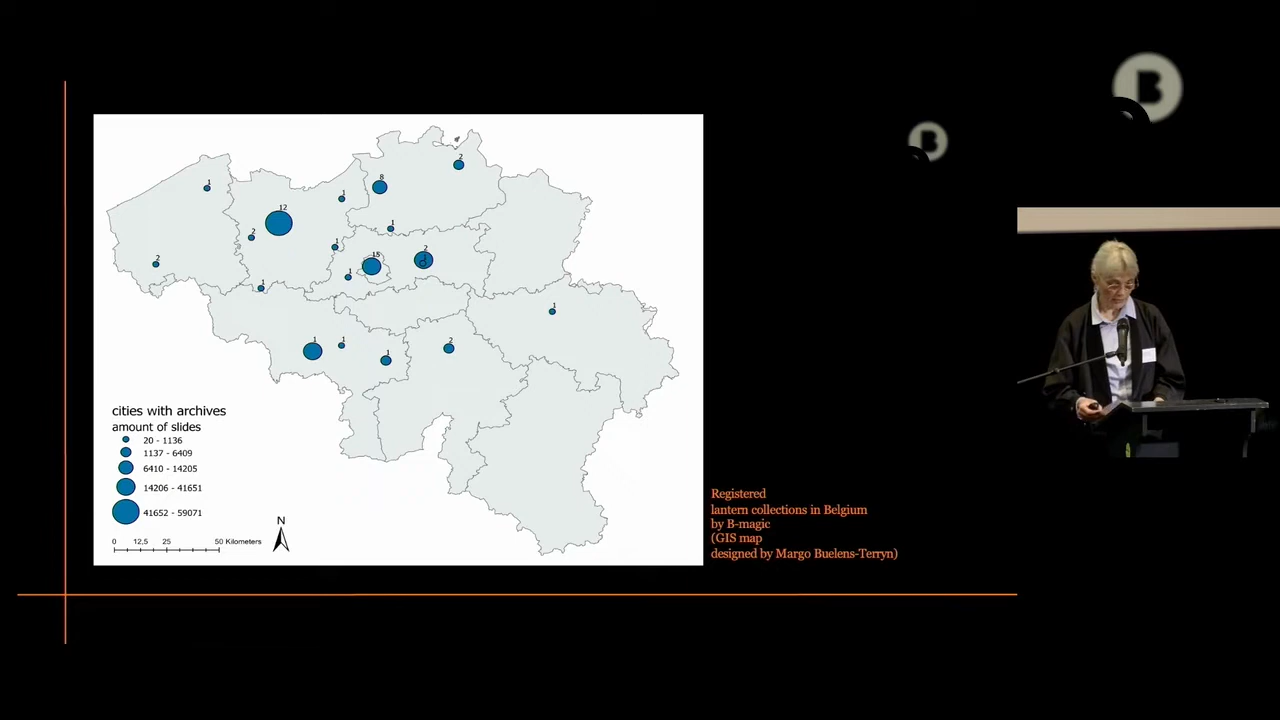 B
B
2
1
8
1
12
1
2
1
2
15
2
1
1
1
1
1
1
2
1
cities with archives
amount of slides
20 - 1136
1137 - 6409
6410 - 14205
14206 - 41651
41652 - 59071
N
0 12,5 25 50 Kilometers
Registered
lantern collections in Belgium
by B-magic
(GIS map
designed by Margo Buelens-Terryn)